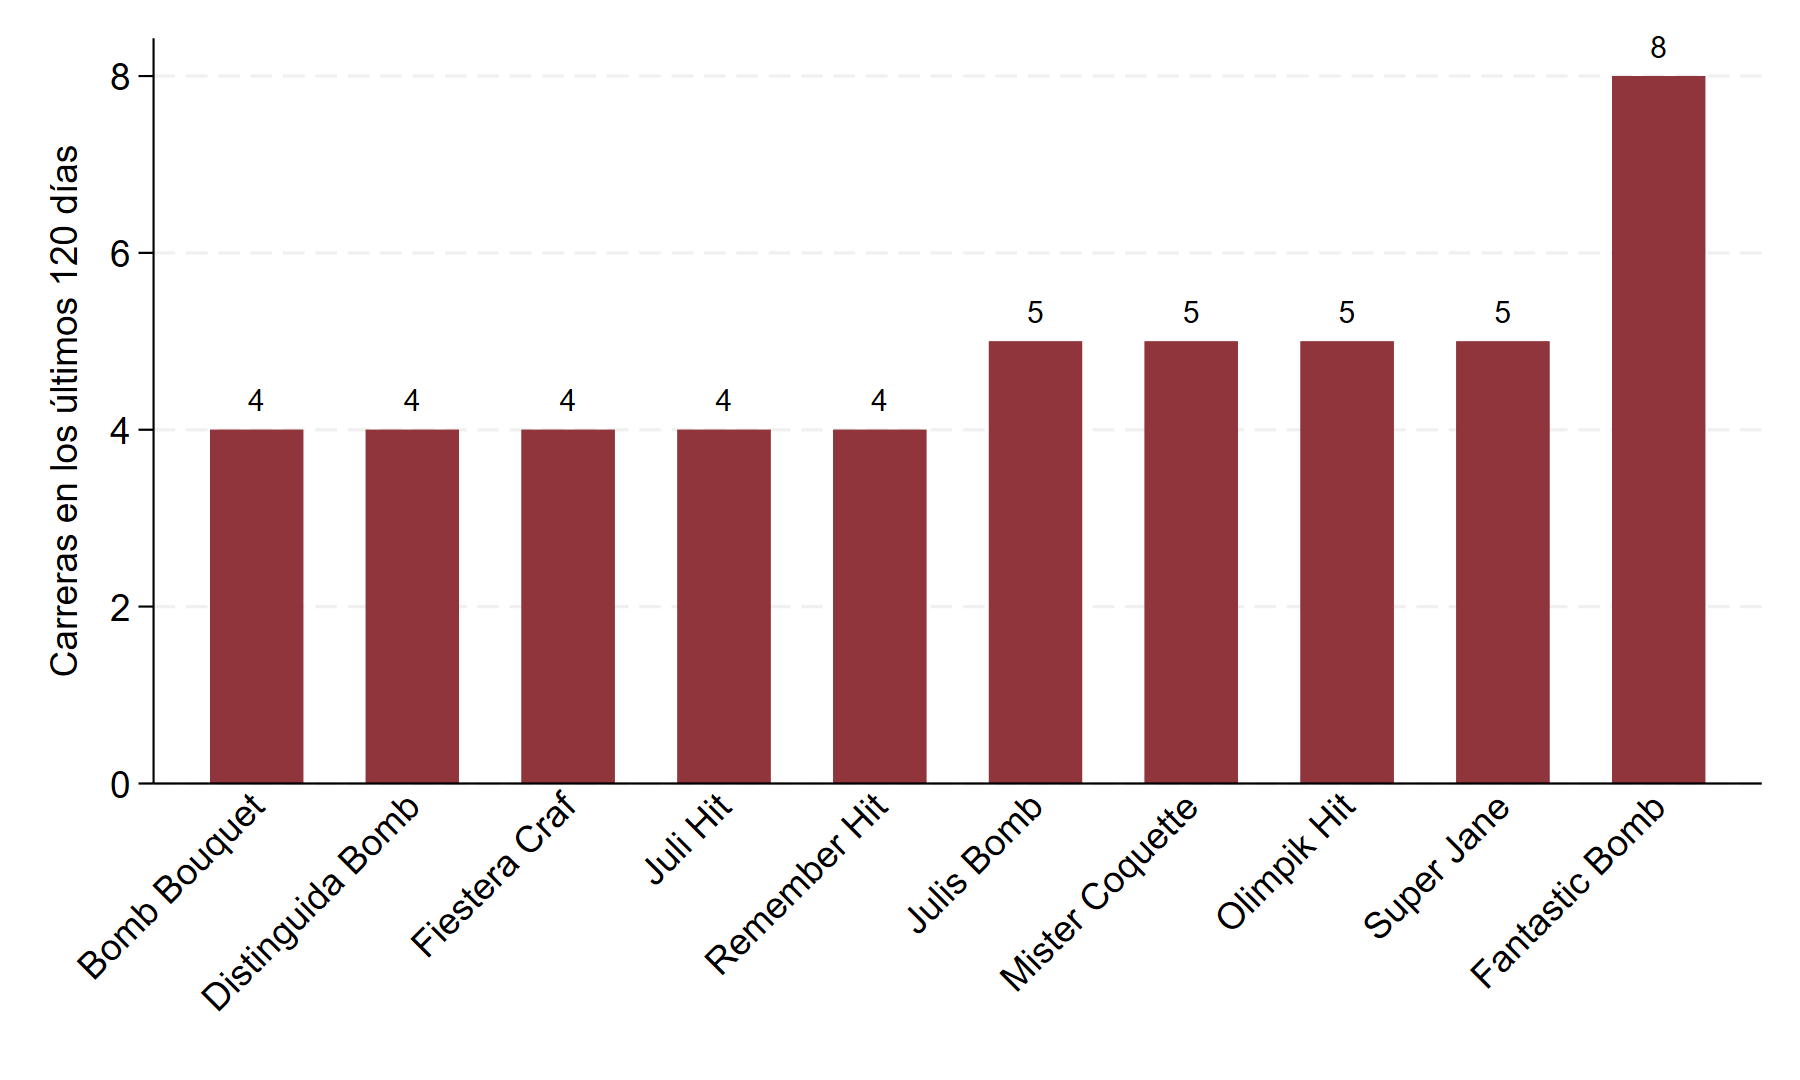 Carreras en los últimos 120 días
8
6
4
2
0
4
4
4
4
4
5
5
5
5
8
Bomb Bouquet
Distinguida Bomb
Fiestera Craf
Juli Hit
Remember Hit
Julis Bomb
Mister Coquette
Olimpik Hit
Super Jane
Fantastic Bomb